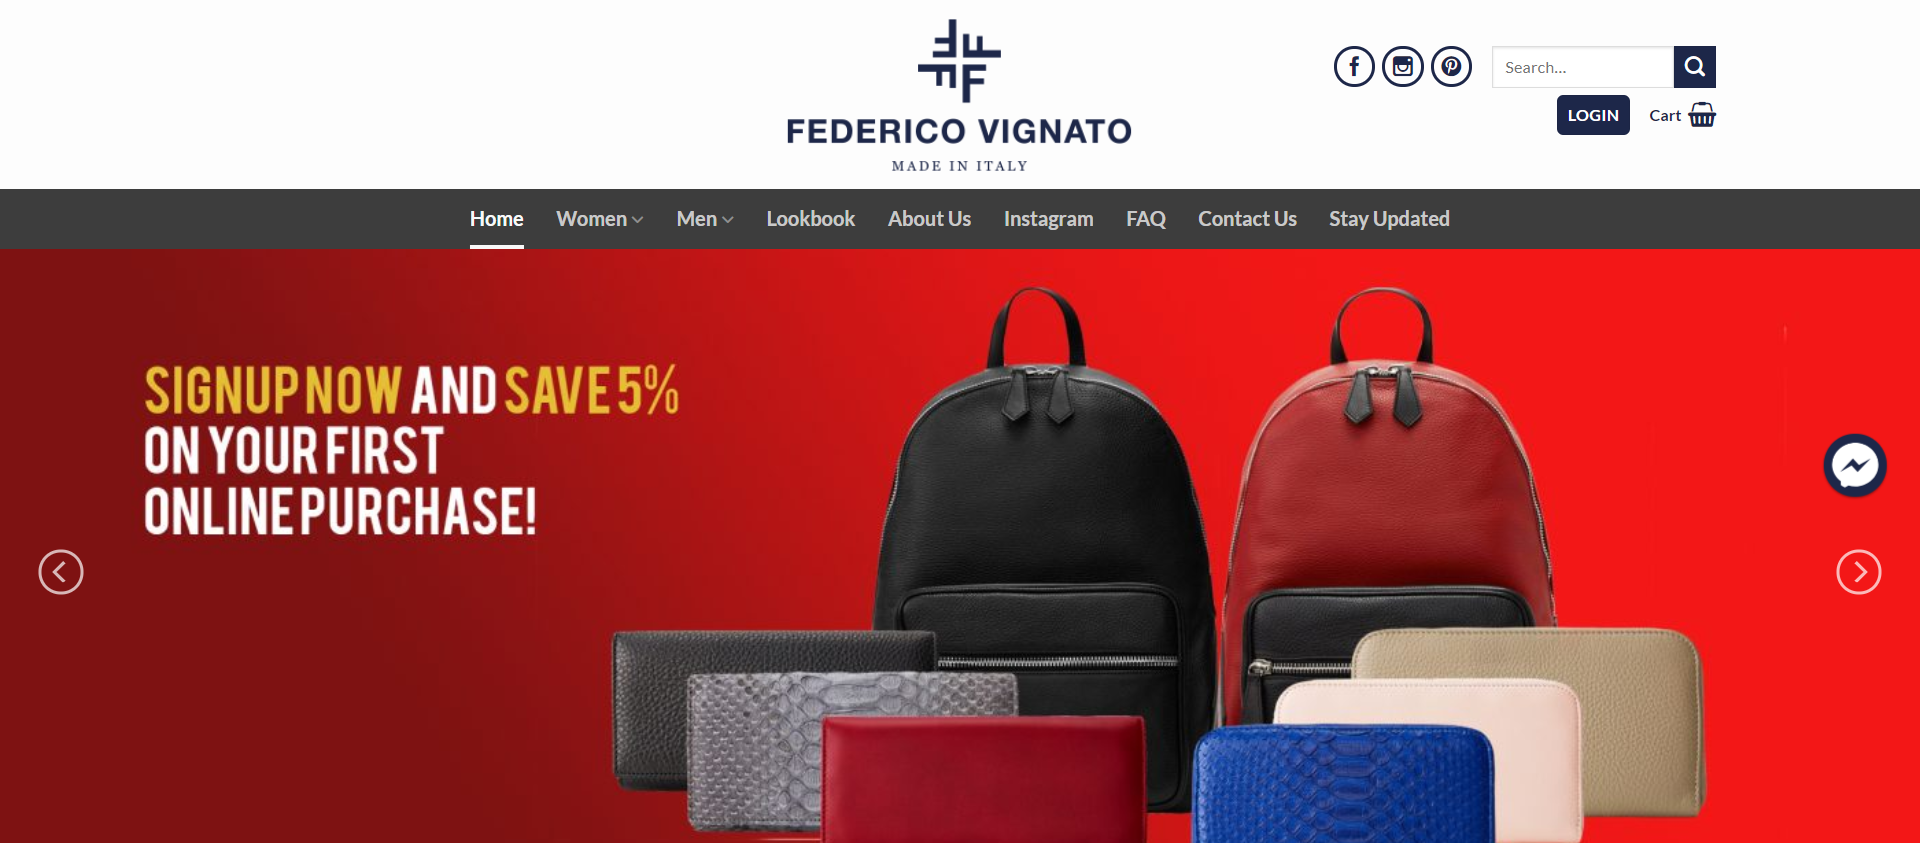 FEDERICO VIGNATO
MADE IN ITALY
Search...
LOGIN Cart
Home Women Men Lookbook About Us Instagram FAQ Contact Us Stay Updated
SIGNUP NOW AND SAVE 5%
ON YOUR FIRST
ONLINE PURCHASE!